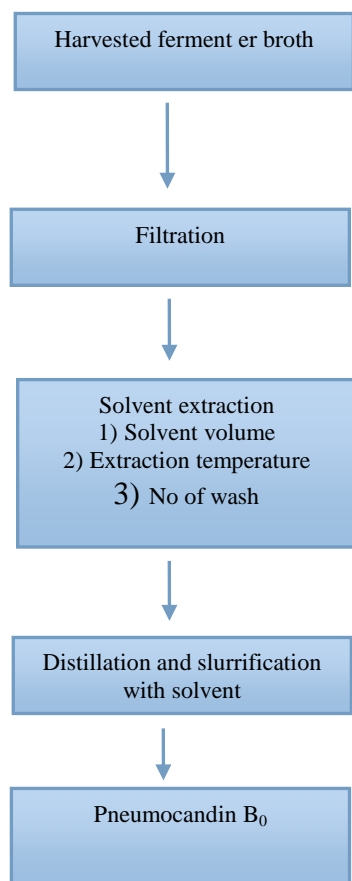 Harvested ferment er broth
Filtration
Solvent extraction
1) Solvent volume
2) Extraction temperature
3) No of wash
Distillation and slurrification
with solvent
Pneumocandin B₀